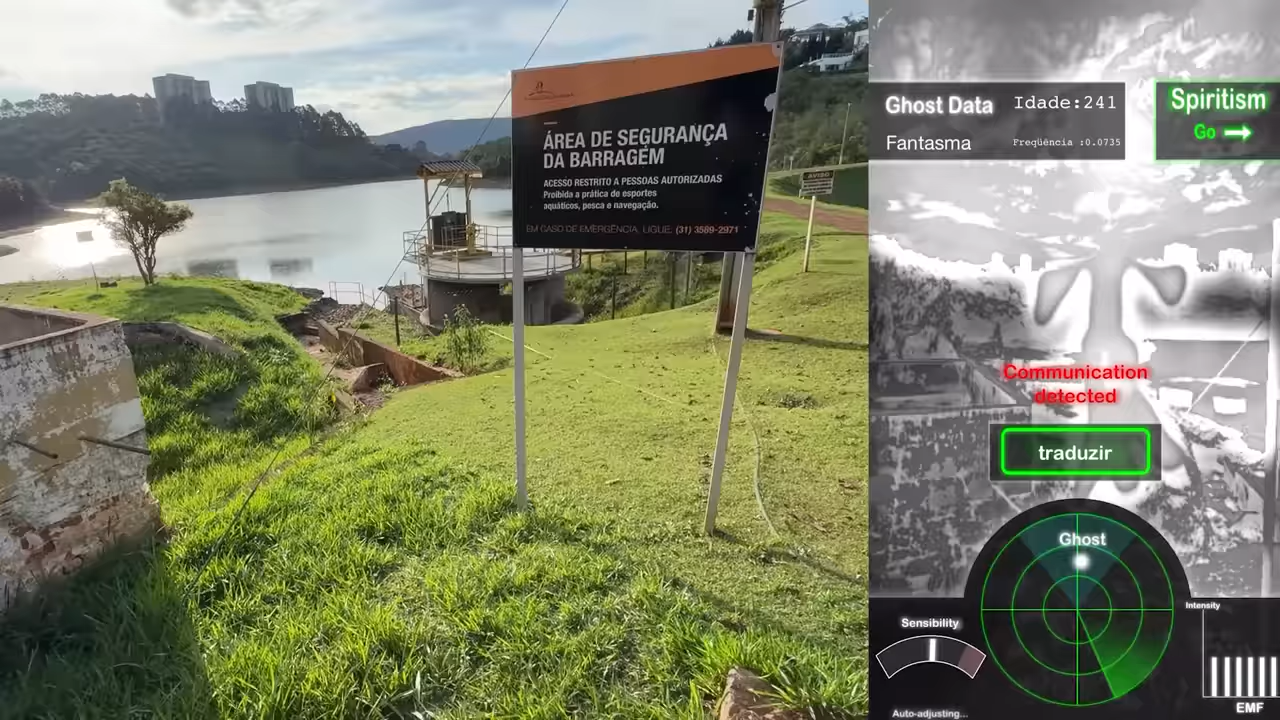 ÁREA DE SEGURANÇA
DA BARRAGEM
ACESSO RESTRITO A PESSOAS AUTORIZADAS
Proibida a prática de esportes
aquáticos, pesca e navegação.
EM CASO DE EMERGÊNCIA, LIGUE: (31) 3589-2971
AVISO
Ghost Data
Idade:241
Fantasma
Freqüência :0.0735
Spiritism
Go
Communication
detected
traduzir
Ghost
Sensibility
Auto-adjusting...
Intensity
EMF